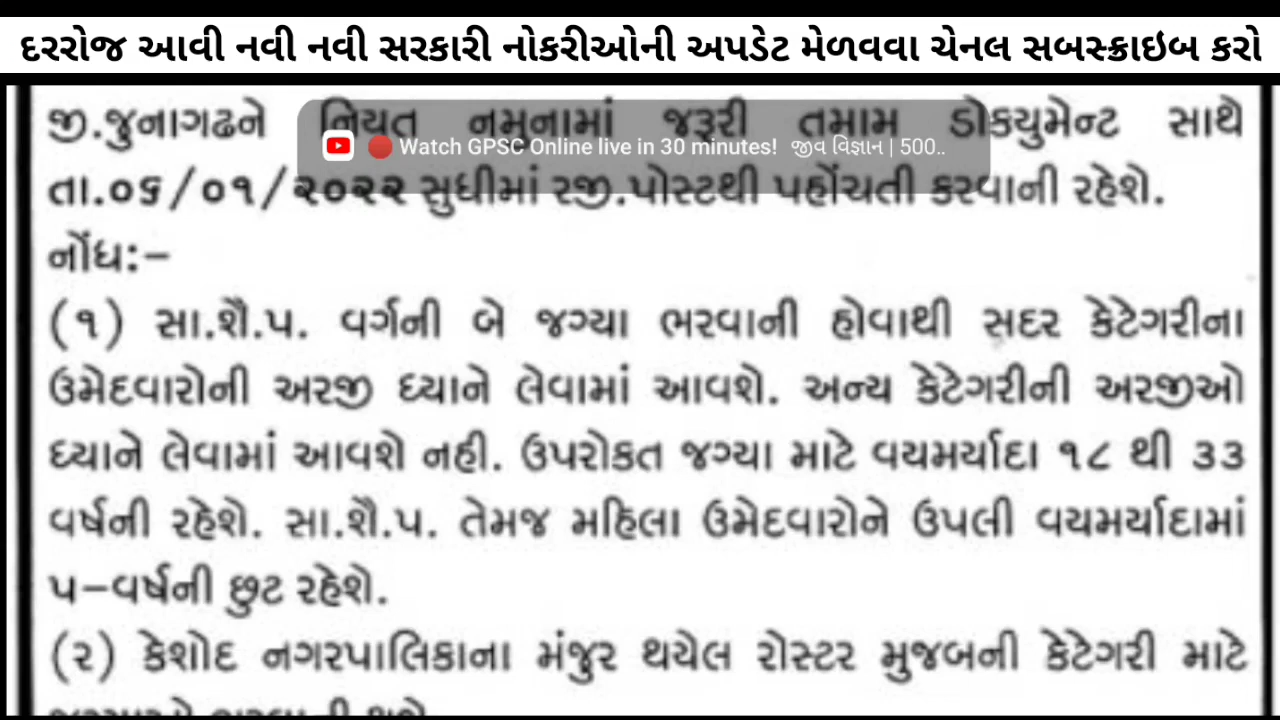 દરરોજ આવી નવી નવી સરકારી નોકરીઓની અપડેટ મેળવવા ચેનલ સબસ્ક્રાઇબ કરો
જી.જુનાગઢને નિયત નમુનામાં જરૂરી તમામ ડોકયુમેન્ટ સાથે
🔴 Watch GPSC Online live in 30 minutes! જીવ વિજ્ઞાન | 500..
તા.૦૬/૦૧/૨૦૨૨ સુધીમાં રજી.પોસ્ટથી પહોંચતી કરવાની રહેશે.
નોંધ:–
(૧) સા.શૈ.પ. વર્ગની બે જગ્યા ભરવાની હોવાથી સદર કેટેગરીના
ઉમેદવારોની અરજી ધ્યાને લેવામાં આવશે. અન્ય કેટેગરીની અરજીઓ
ધ્યાને લેવામાં આવશે નહી. ઉપરોકત જગ્યા માટે વયમર્યાદા ૧૮ થી ૩૩
વર્ષની રહેશે. સા.શૈ.પ. તેમજ મહિલા ઉમેદવારોને ઉપલી વયમર્યાદામાં
૫–વર્ષની છુટ રહેશે.
(૨) કેશોદ નગરપાલિકાના મંજુર થયેલ રોસ્ટર મુજબની કેટેગરી માટે